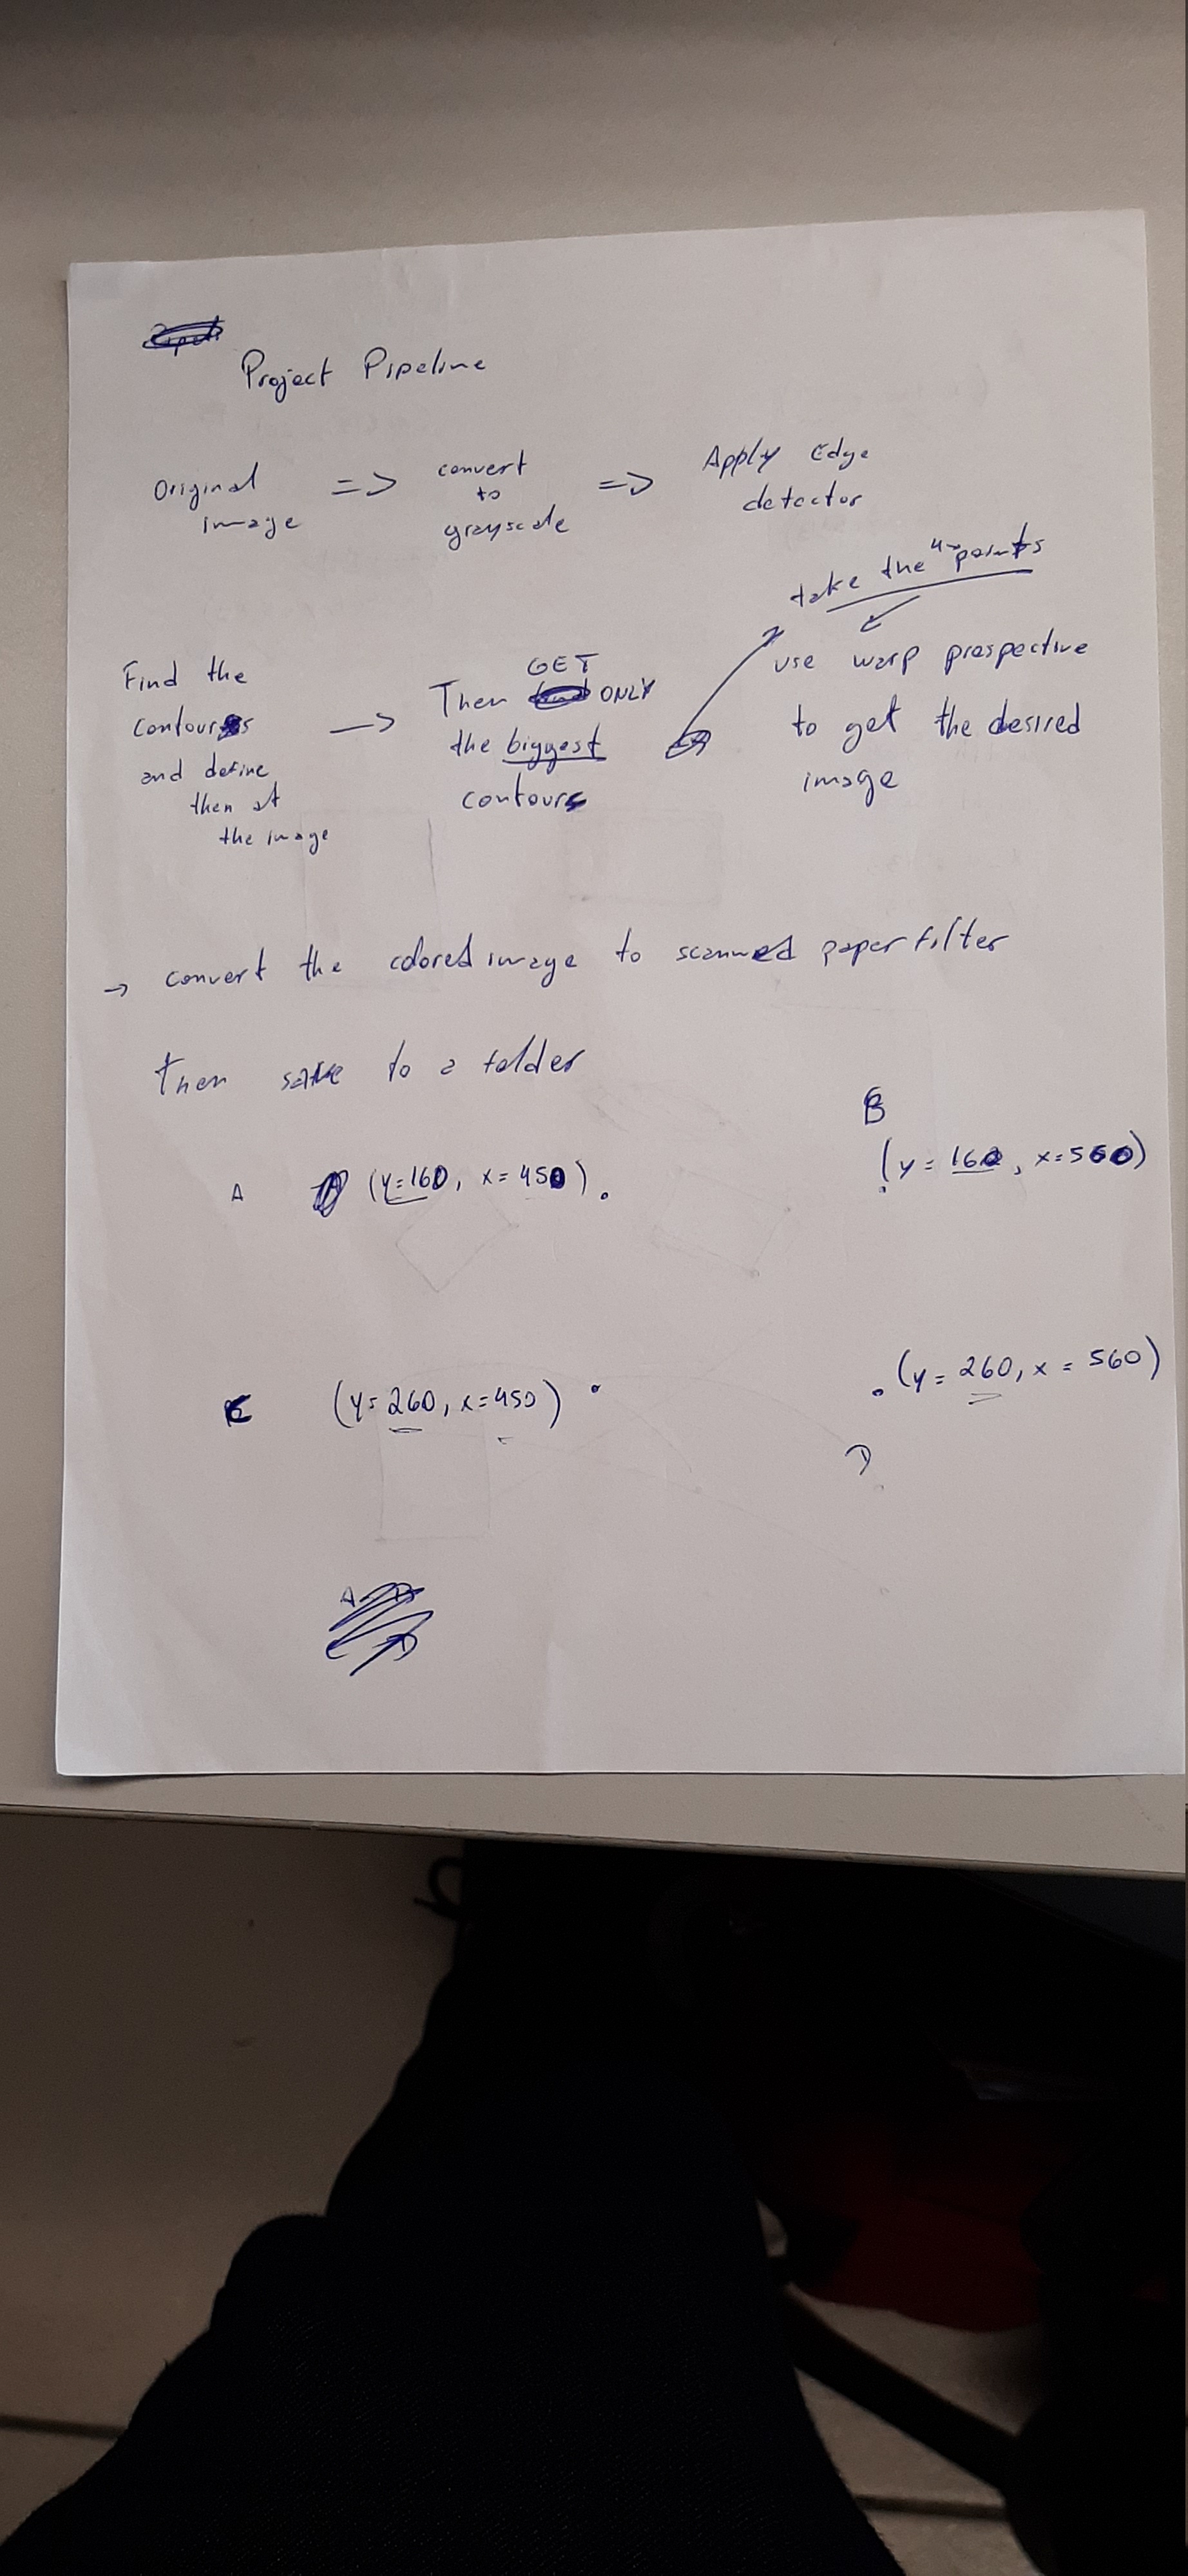 Project Pipeline
Original image => convert to grayscale => Apply Edge detector
take the 4 points
Find the contours and define them at the image -> Then GET ONLY the biggest contours
use warp prospective to get the desired image
-> convert the colored image to scanned paper filter
then save to a folder
A (y=160, x=450)
B (y=160, x=560)
C (y=260, x=450)
D (y=260, x=560)